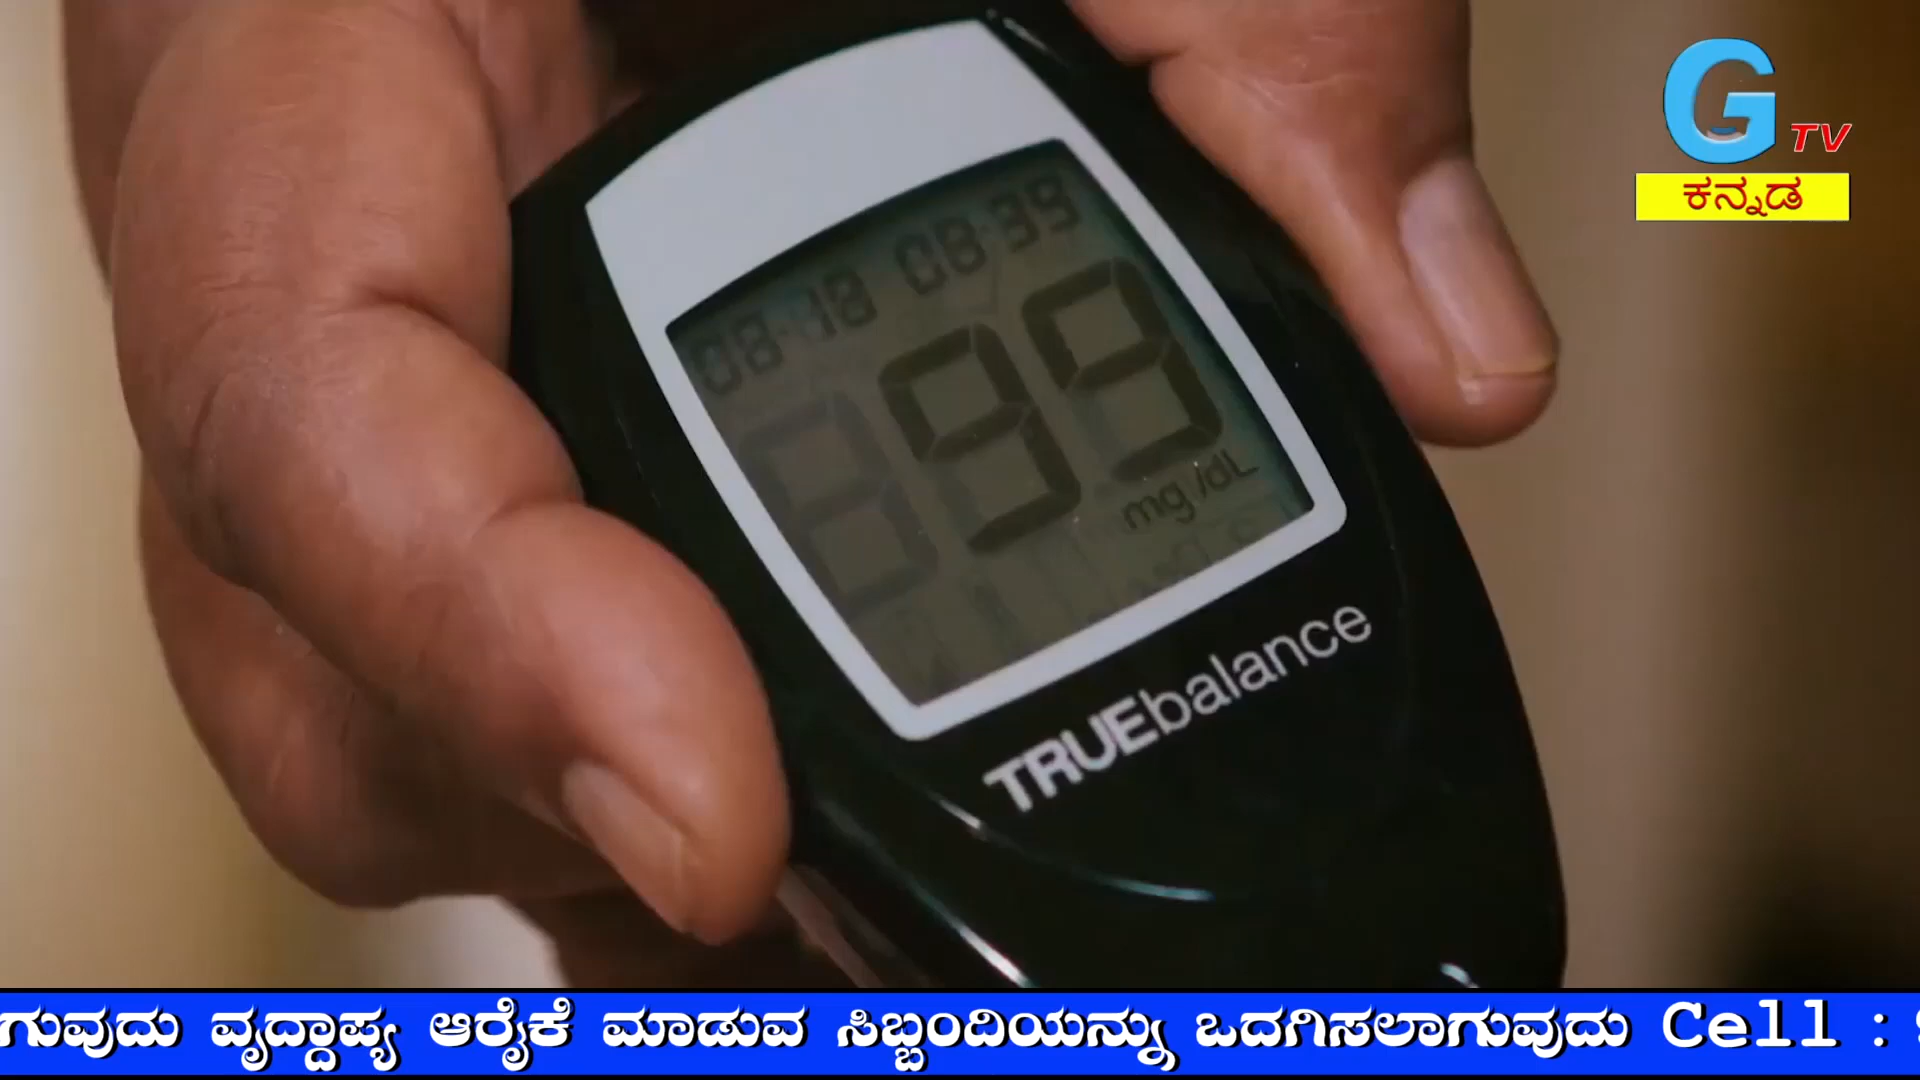 G TV
ಕನ್ನಡ
08-18 08:39
99
mg/dL
TRUEbalance
ಗುವುದು ವೃದ್ದಾಪ್ಯ ಆರೈಕೆ ಮಾಡುವ ಸಿಬ್ಬಂದಿಯನ್ನು ಒದಗಿಸಲಾಗುವುದು Cell :